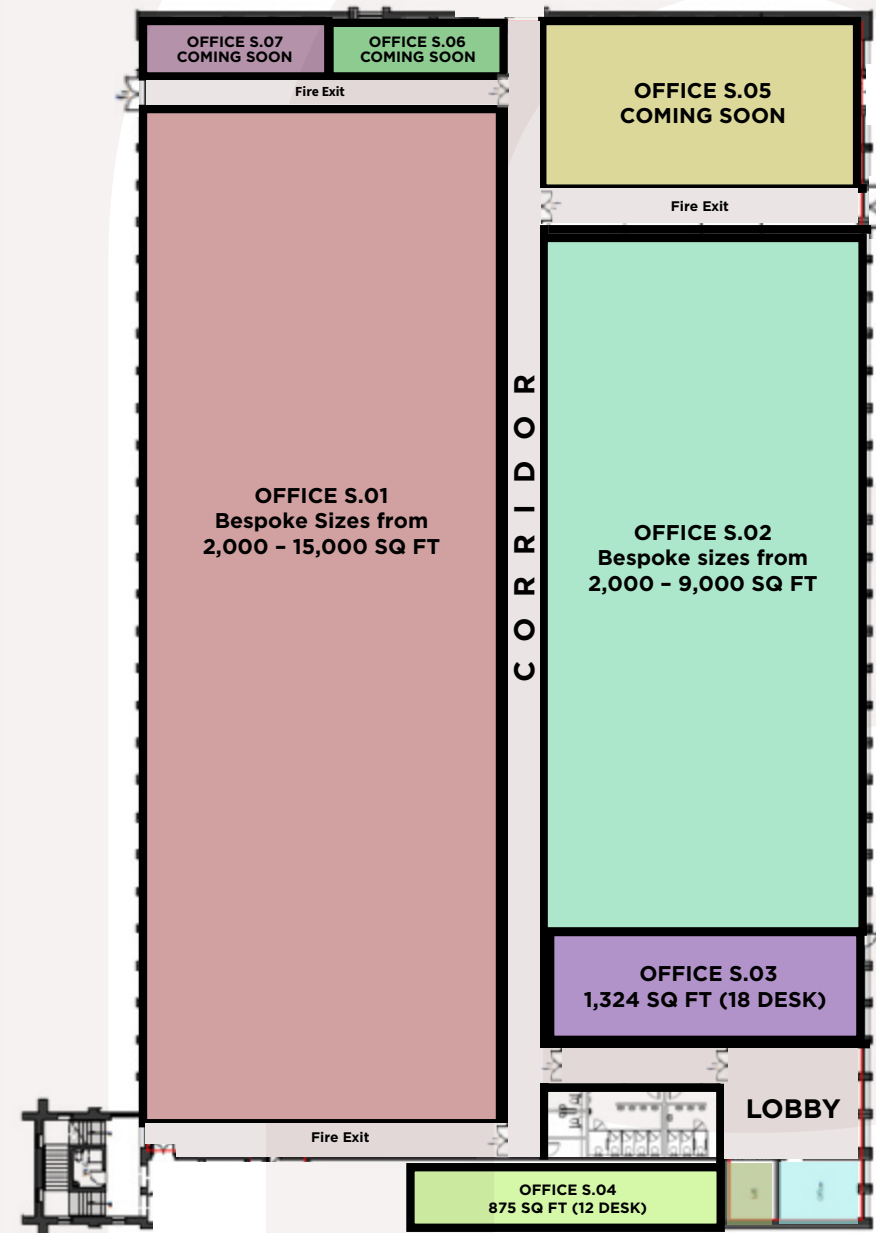 OFFICE S.07
COMING SOON
OFFICE S.06
COMING SOON
Fire Exit
OFFICE S.05
COMING SOON
Fire Exit
OFFICE S.01
Bespoke Sizes from
2,000 – 15,000 SQ FT
CORRIDOR
OFFICE S.02
Bespoke sizes from
2,000 – 9,000 SQ FT
OFFICE S.03
1,324 SQ FT (18 DESK)
LOBBY
Fire Exit
OFFICE S.04
875 SQ FT (12 DESK)
Lift
Office